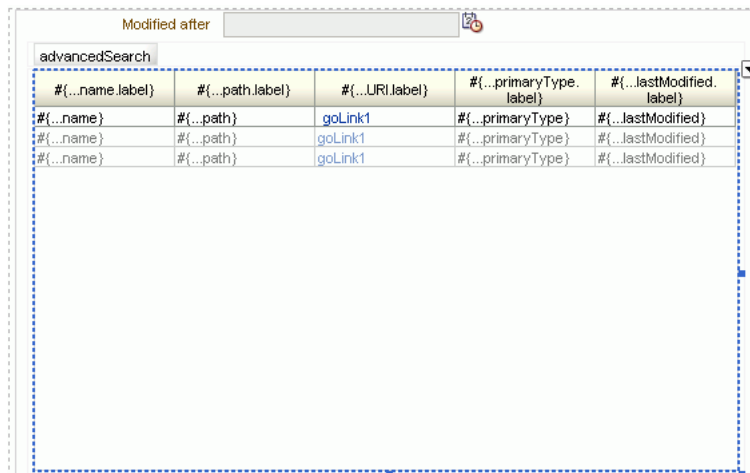 Modified after
advancedSearch
#{...name.label} #{...path.label} #{...URI.label} #{...primaryType.label} #{...lastModified.label}
#{...name} #{...path} goLink1 #{...primaryType} #{...lastModified}
#{...name} #{...path} goLink1 #{...primaryType} #{...lastModified}
#{...name} #{...path} goLink1 #{...primaryType} #{...lastModified}